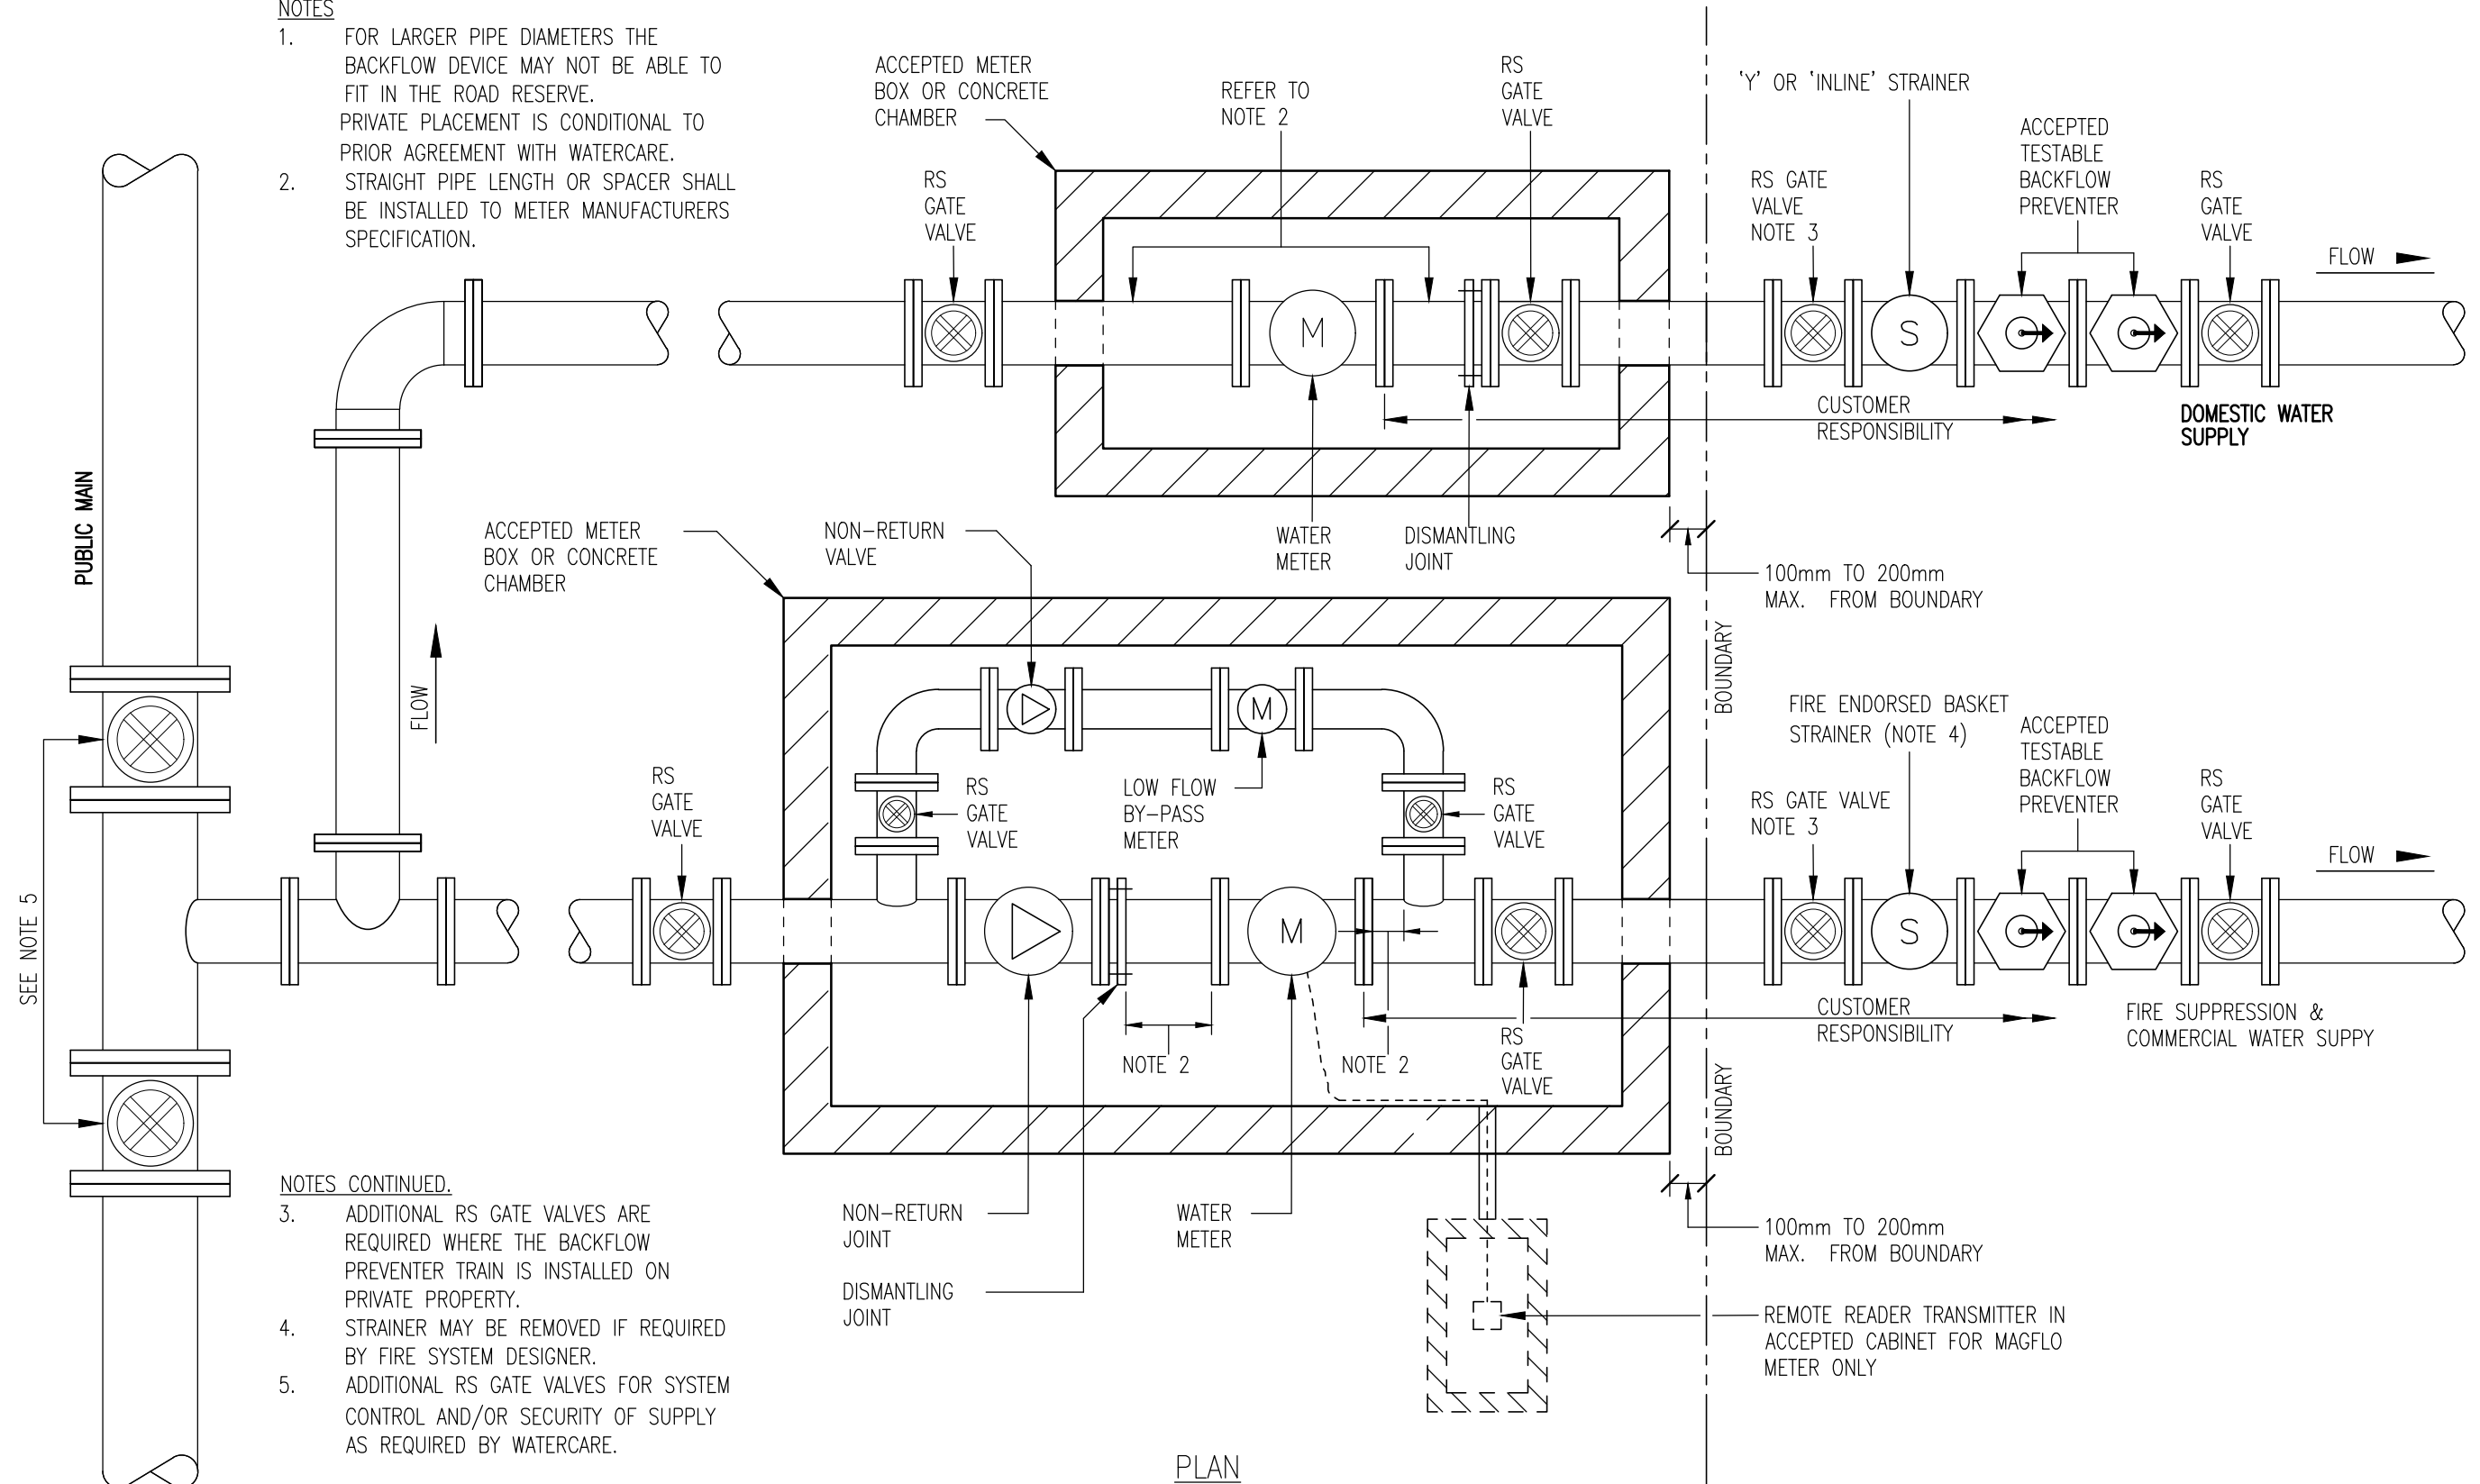 NOTES
1. FOR LARGER PIPE DIAMETERS THE
BACKFLOW DEVICE MAY NOT BE ABLE TO
FIT IN THE ROAD RESERVE.
PRIVATE PLACEMENT IS CONDITIONAL TO
PRIOR AGREEMENT WITH WATERCARE.
2. STRAIGHT PIPE LENGTH OR SPACER SHALL
BE INSTALLED TO METER MANUFACTURERS
SPECIFICATION.
ACCEPTED METER
BOX OR CONCRETE
CHAMBER
RS
GATE
VALVE
REFER TO
NOTE 2
RS
GATE
VALVE
'Y' OR 'INLINE' STRAINER
RS GATE
VALVE
NOTE 3
ACCEPTED
TESTABLE
BACKFLOW
PREVENTER
RS
GATE
VALVE
FLOW
M
S
CUSTOMER
RESPONSIBILITY
DOMESTIC WATER
SUPPLY
PUBLIC MAIN
WATER
METER
DISMANTLING
JOINT
100mm TO 200mm
MAX. FROM BOUNDARY
BOUNDARY
ACCEPTED METER
BOX OR CONCRETE
CHAMBER
NON-RETURN
VALVE
FLOW
M
RS
GATE
VALVE
RS
GATE
VALVE
LOW FLOW
BY-PASS
METER
RS
GATE
VALVE
FIRE ENDORSED BASKET
STRAINER (NOTE 4)
RS GATE VALVE
NOTE 3
ACCEPTED
TESTABLE
BACKFLOW
PREVENTER
RS
GATE
VALVE
FLOW
SEE NOTE 5
M
S
NOTE 2
NOTE 2
RS
GATE
VALVE
CUSTOMER
RESPONSIBILITY
FIRE SUPPRESSION &
COMMERCIAL WATER SUPPY
BOUNDARY
NON-RETURN
JOINT
DISMANTLING
JOINT
WATER
METER
100mm TO 200mm
MAX. FROM BOUNDARY
REMOTE READER TRANSMITTER IN
ACCEPTED CABINET FOR MAGFLO
METER ONLY
NOTES CONTINUED.
3. ADDITIONAL RS GATE VALVES ARE
REQUIRED WHERE THE BACKFLOW
PREVENTER TRAIN IS INSTALLED ON
PRIVATE PROPERTY.
4. STRAINER MAY BE REMOVED IF REQUIRED
BY FIRE SYSTEM DESIGNER.
5. ADDITIONAL RS GATE VALVES FOR SYSTEM
CONTROL AND/OR SECURITY OF SUPPLY
AS REQUIRED BY WATERCARE.
PLAN